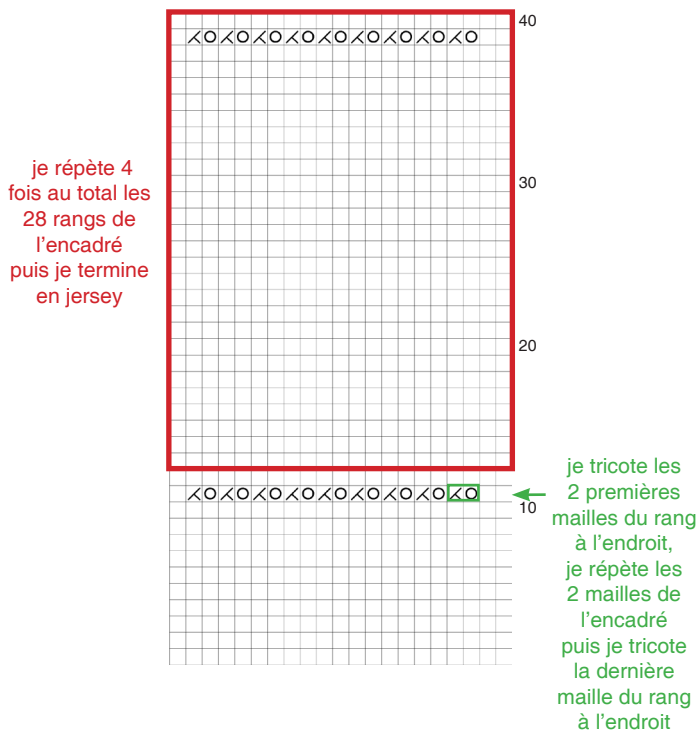 40
je répète 4
fois au total les
28 rangs de
l'encadré
puis je termine
en jersey
30
20
10
je tricote les
2 premières
mailles du rang
à l'endroit,
je répète les
2 mailles de
l'encadré
puis je tricote
la dernière
maille du rang
à l'endroit